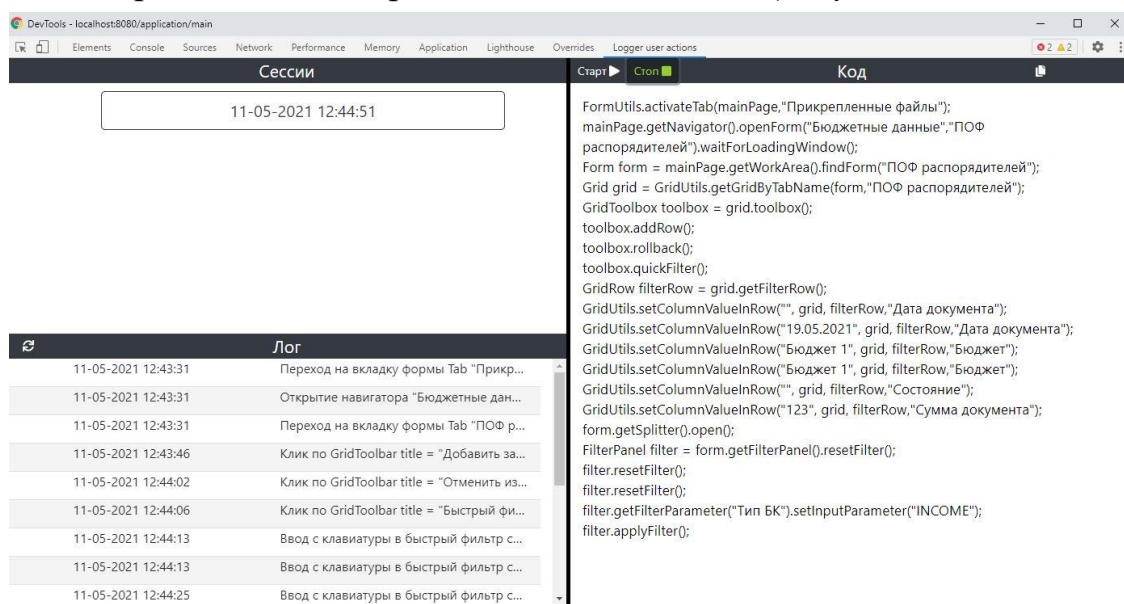 DevTools - localhost:8080/application/main
Elements Console Sources Network Performance Memory Application Lighthouse Overrides Logger user actions 2 2
Сессии
11-05-2021 12:44:51
Лог
11-05-2021 12:43:31 Переход на вкладку формы Tab "Прикр...
11-05-2021 12:43:31 Открытие навигатора "Бюджетные дан...
11-05-2021 12:43:31 Переход на вкладку формы Tab "ПОФ р...
11-05-2021 12:43:46 Клик по GridToolbar title = "Добавить за...
11-05-2021 12:44:02 Клик по GridToolbar title = "Отменить из...
11-05-2021 12:44:06 Клик по GridToolbar title = "Быстрый фи...
11-05-2021 12:44:13 Ввод с клавиатуры в быстрый фильтр с...
11-05-2021 12:44:13 Ввод с клавиатуры в быстрый фильтр с...
11-05-2021 12:44:25 Ввод с клавиатуры в быстрый фильтр с...
Старт Стоп Код
FormUtils.activateTab(mainPage,"Прикрепленные файлы");
mainPage.getNavigator().openForm("Бюджетные данные","ПОФ
распорядителей").waitForLoadingWindow();
Form form = mainPage.getWorkArea().findForm("ПОФ распорядителей");
Grid grid = GridUtils.getGridByTabName(form,"ПОФ распорядителей");
GridToolbox toolbox = grid.toolbox();
toolbox.addRow();
toolbox.rollback();
toolbox.quickFilter();
GridRow filterRow = grid.getFilterRow();
GridUtils.setColumnValueInRow("", grid, filterRow,"Дата документа");
GridUtils.setColumnValueInRow("19.05.2021", grid, filterRow,"Дата документа");
GridUtils.setColumnValueInRow("Бюджет 1", grid, filterRow,"Бюджет");
GridUtils.setColumnValueInRow("Бюджет 1", grid, filterRow,"Бюджет");
GridUtils.setColumnValueInRow("", grid, filterRow,"Состояние");
GridUtils.setColumnValueInRow("123", grid, filterRow,"Сумма документа");
form.getSplitter().open();
FilterPanel filter = form.getFilterPanel().resetFilter();
filter.resetFilter();
filter.resetFilter();
filter.getFilterParameter("Тип БК").setInputParameter("INCOME");
filter.applyFilter();